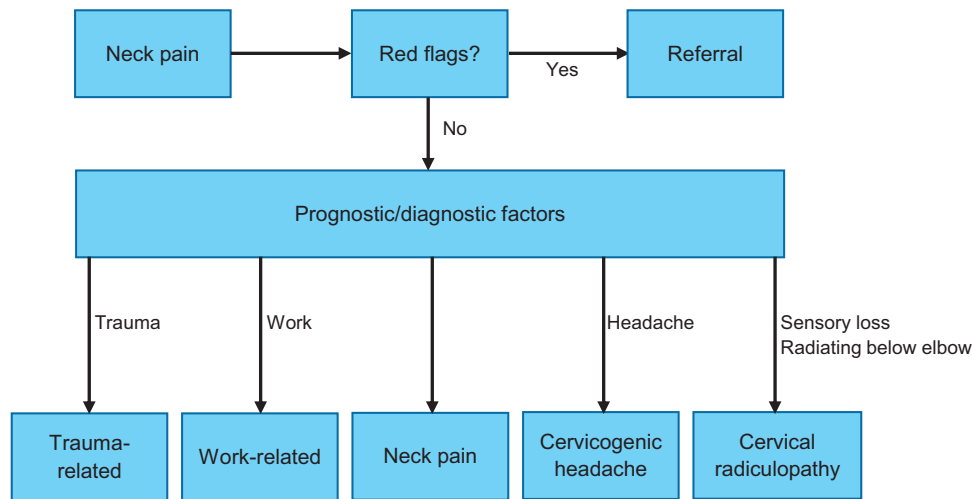 Neck pain
Red flags?
Yes
Referral
No
Prognostic/diagnostic factors
Trauma
Work
Headache
Sensory loss
Radiating below elbow
Trauma-
related
Work-related
Neck pain
Cervicogenic
headache
Cervical
radiculopathy